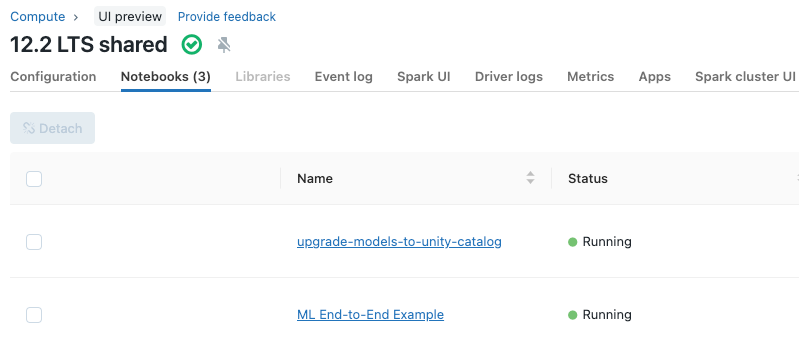 Compute > UI preview Provide feedback
12.2 LTS shared
Configuration Notebooks (3) Libraries Event log Spark UI Driver logs Metrics Apps Spark cluster UI
Detach
Name Status
upgrade-models-to-unity-catalog Running
ML End-to-End Example Running